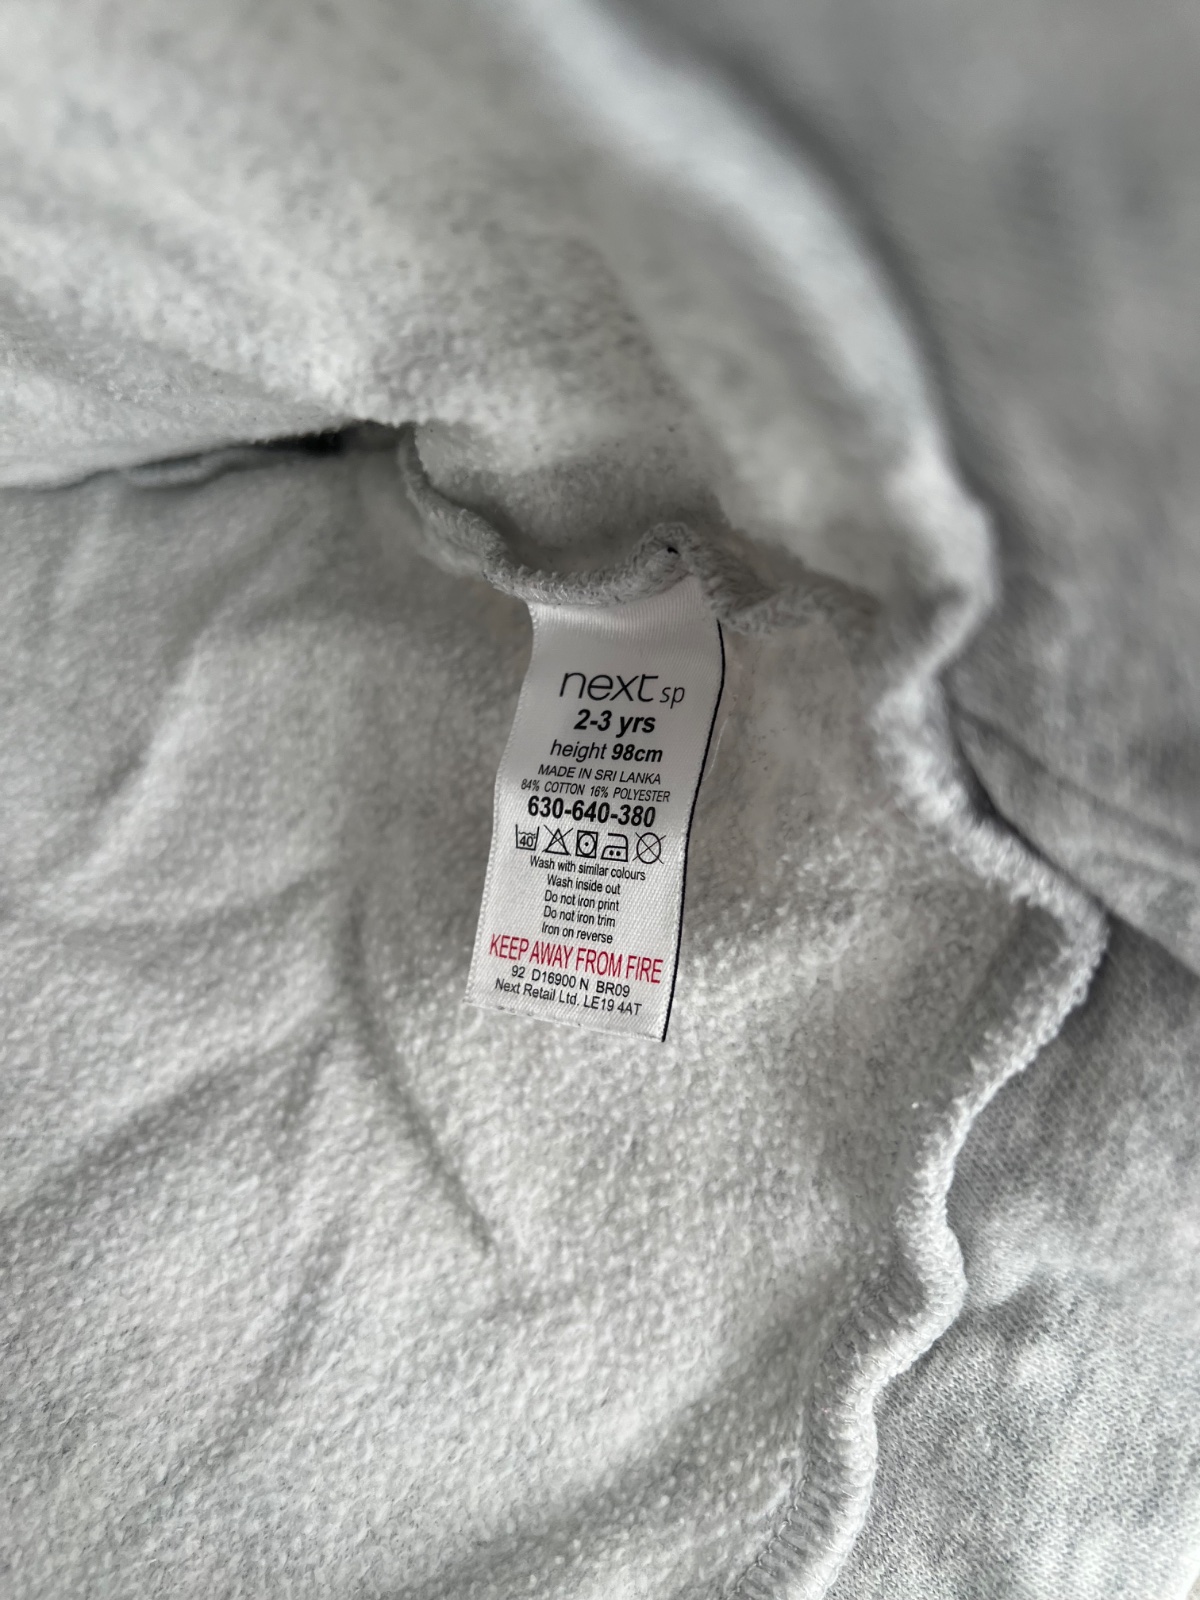 next sp
2-3 yrs
height 98cm
MADE IN SRI LANKA
84% COTTON 16% POLYESTER
630-640-380
40
Wash with similar colours
Wash inside out
Do not iron print
Do not iron trim
Iron on reverse
KEEP AWAY FROM FIRE
92 D16900 N BR09
Next Retail Ltd, LE19 4AT